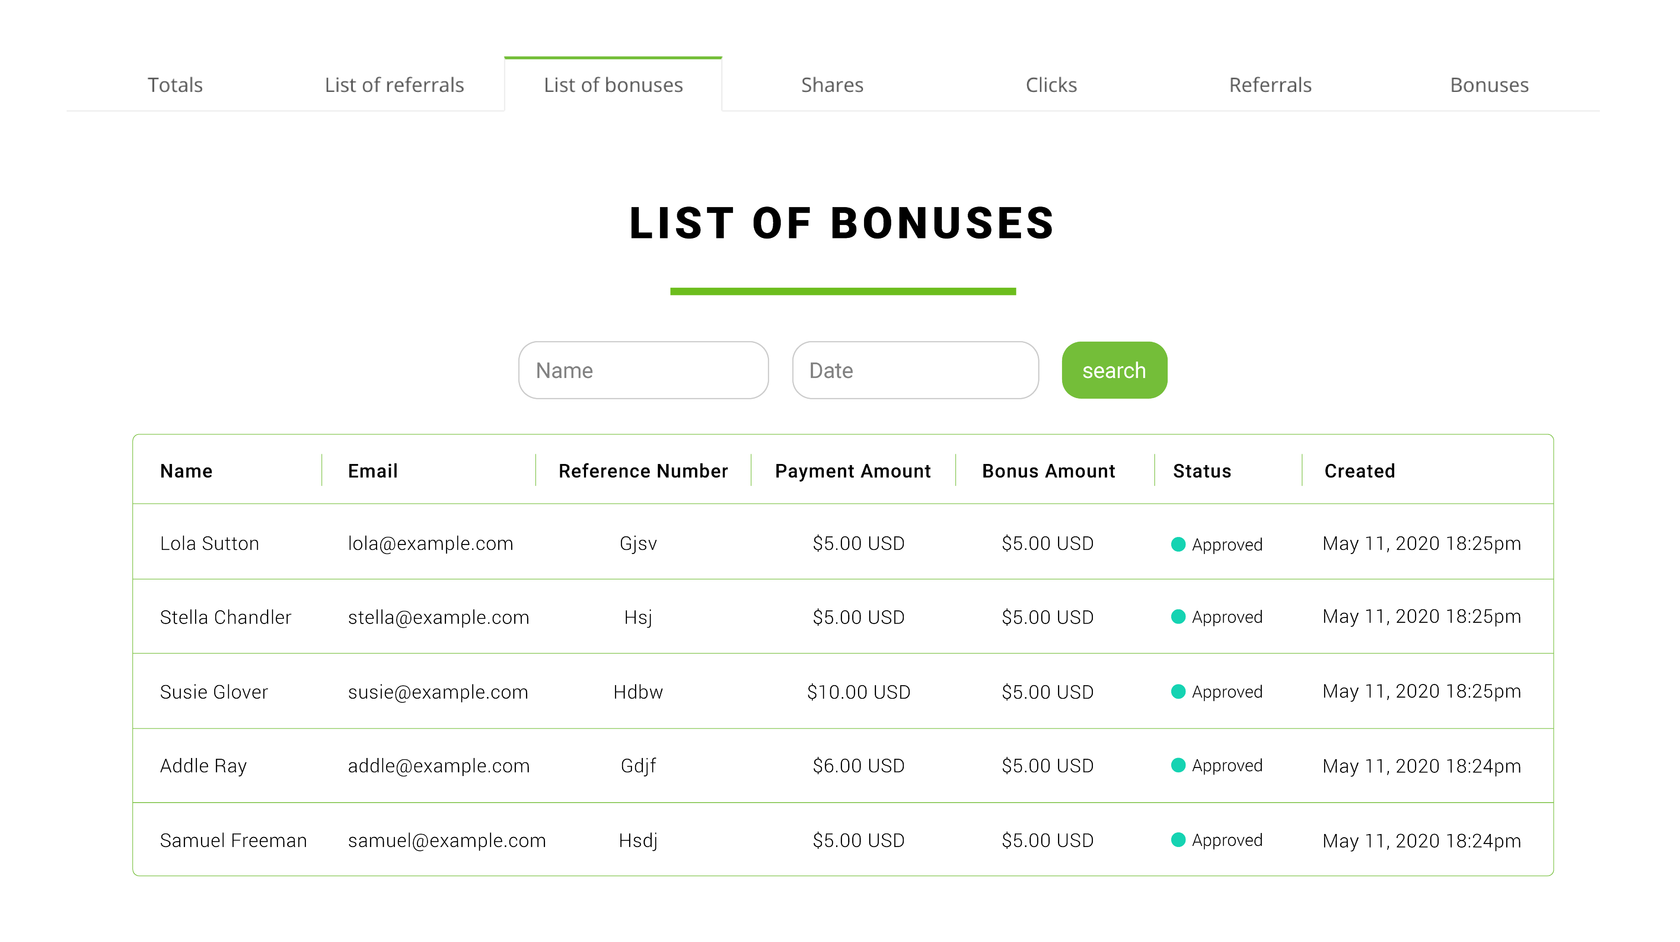 Totals List of referrals List of bonuses Shares Clicks Referrals Bonuses
LIST OF BONUSES
Name Date search
Name Email Reference Number Payment Amount Bonus Amount Status Created
Lola Sutton lola@example.com Gjsv $5.00 USD $5.00 USD Approved May 11, 2020 18:25pm
Stella Chandler stella@example.com Hsj $5.00 USD $5.00 USD Approved May 11, 2020 18:25pm
Susie Glover susie@example.com Hdbw $10.00 USD $5.00 USD Approved May 11, 2020 18:25pm
Addle Ray addle@example.com Gdjf $6.00 USD $5.00 USD Approved May 11, 2020 18:24pm
Samuel Freeman samuel@example.com Hsdj $5.00 USD $5.00 USD Approved May 11, 2020 18:24pm